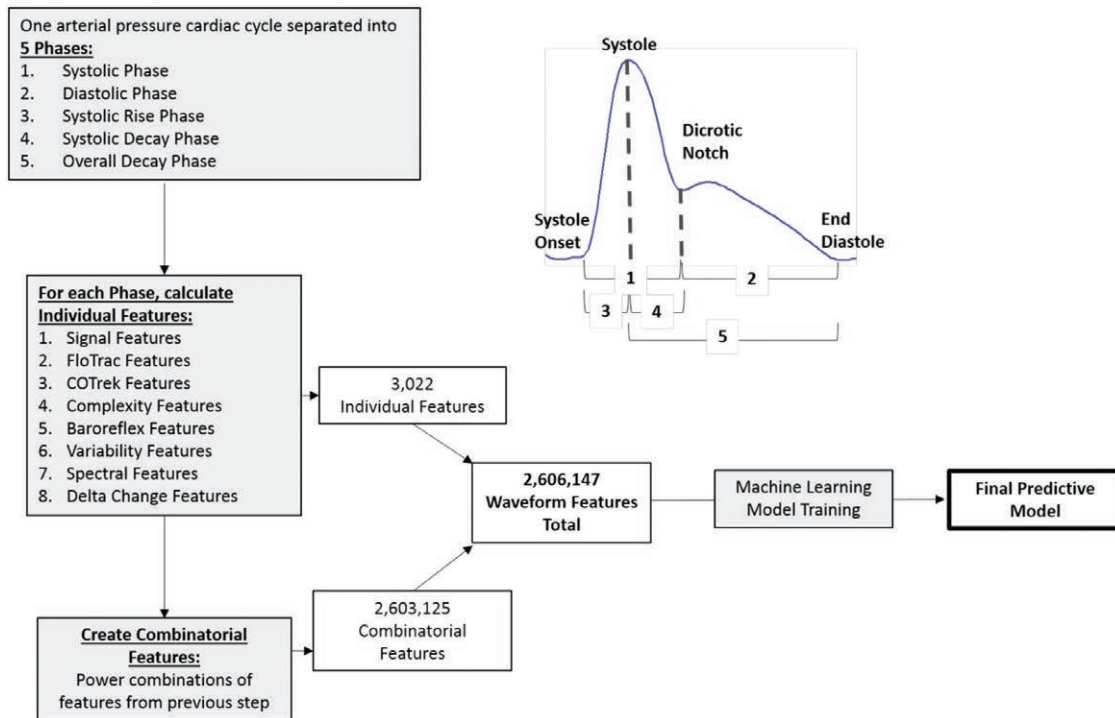 One arterial pressure cardiac cycle separated into
5 Phases:
1. Systolic Phase
2. Diastolic Phase
3. Systolic Rise Phase
4. Systolic Decay Phase
5. Overall Decay Phase
Systole
Dicrotic
Notch
Systole
Onset
End
Diastole
1
2
3
4
5
For each Phase, calculate
Individual Features:
1. Signal Features
2. FloTrac Features
3. COTrek Features
4. Complexity Features
5. Baroreflex Features
6. Variability Features
7. Spectral Features
8. Delta Change Features
3,022
Individual Features
2,606,147
Waveform Features
Total
Machine Learning
Model Training
Final Predictive
Model
2,603,125
Combinatorial
Features
Create Combinatorial
Features:
Power combinations of
features from previous step